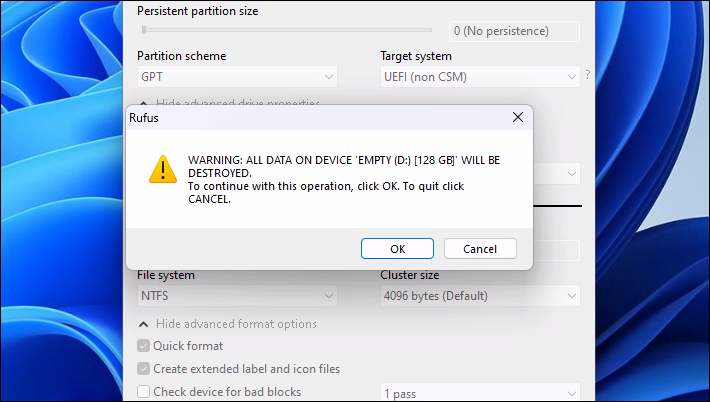 Persistent partition size
0 (No persistence)
Partition scheme
Target system
GPT
UEFI (non CSM)
?
Hide advanced drive properties
Rufus
WARNING: ALL DATA ON DEVICE 'EMPTY (D:) [128 GB]' WILL BE
DESTROYED.
To continue with this operation, click OK. To quit click
CANCEL.
OK
Cancel
File system
Cluster size
NTFS
4096 bytes (Default)
Hide advanced format options
Quick format
Create extended label and icon files
Check device for bad blocks
1 pass